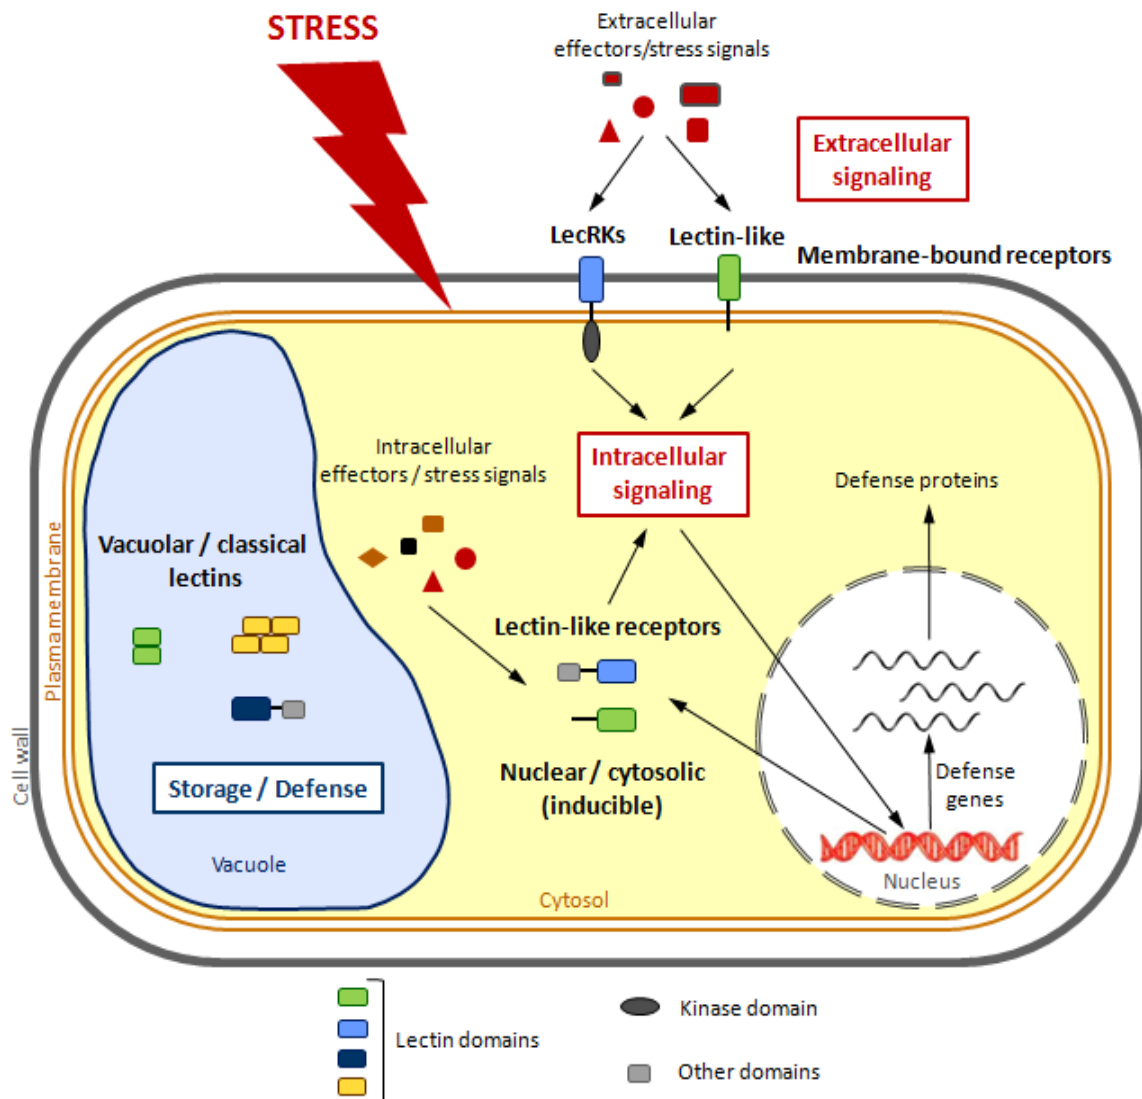 STRESS
Extracellular
effectors/stress signals
Extracellular
signaling
LecRKs
Lectin-like
Membrane-bound receptors
Intracellular
effectors / stress signals
Intracellular
signaling
Defense proteins
Vacuolar / classical
lectins
Plasmamembrane
Cell wall
Lectin-like receptors
Storage / Defense
Nuclear / cytosolic
(inducible)
Defense
genes
Vacuole
Nucleus
Cytosol
Lectin domains
Kinase domain
Other domains